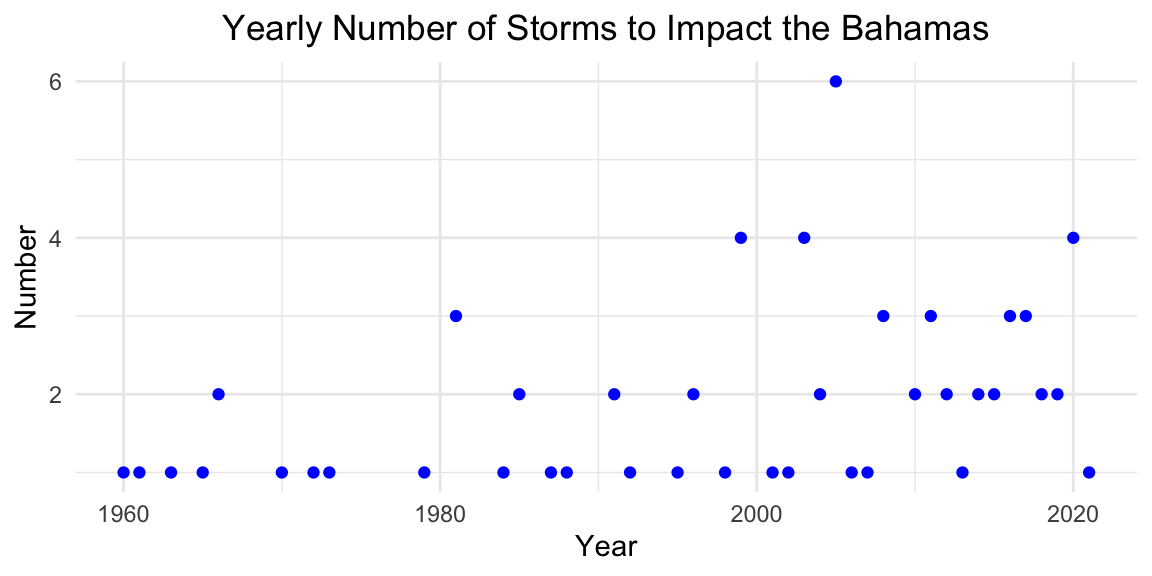 Yearly Number of Storms to Impact the Bahamas
6
4
2
Number
1960 1980 2000 2020
Year